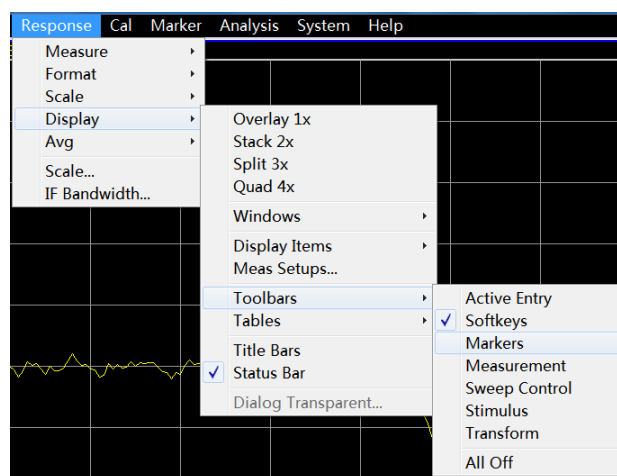 Response Cal Marker Analysis System Help
Measure
Format
Scale
Display
Avg
Scale...
IF Bandwidth...
Overlay 1x
Stack 2x
Split 3x
Quad 4x
Windows
Display Items
Meas Setups...
Toolbars
Tables
Title Bars
Status Bar
Dialog Transparent...
Active Entry
Softkeys
Markers
Measurement
Sweep Control
Stimulus
Transform
All Off